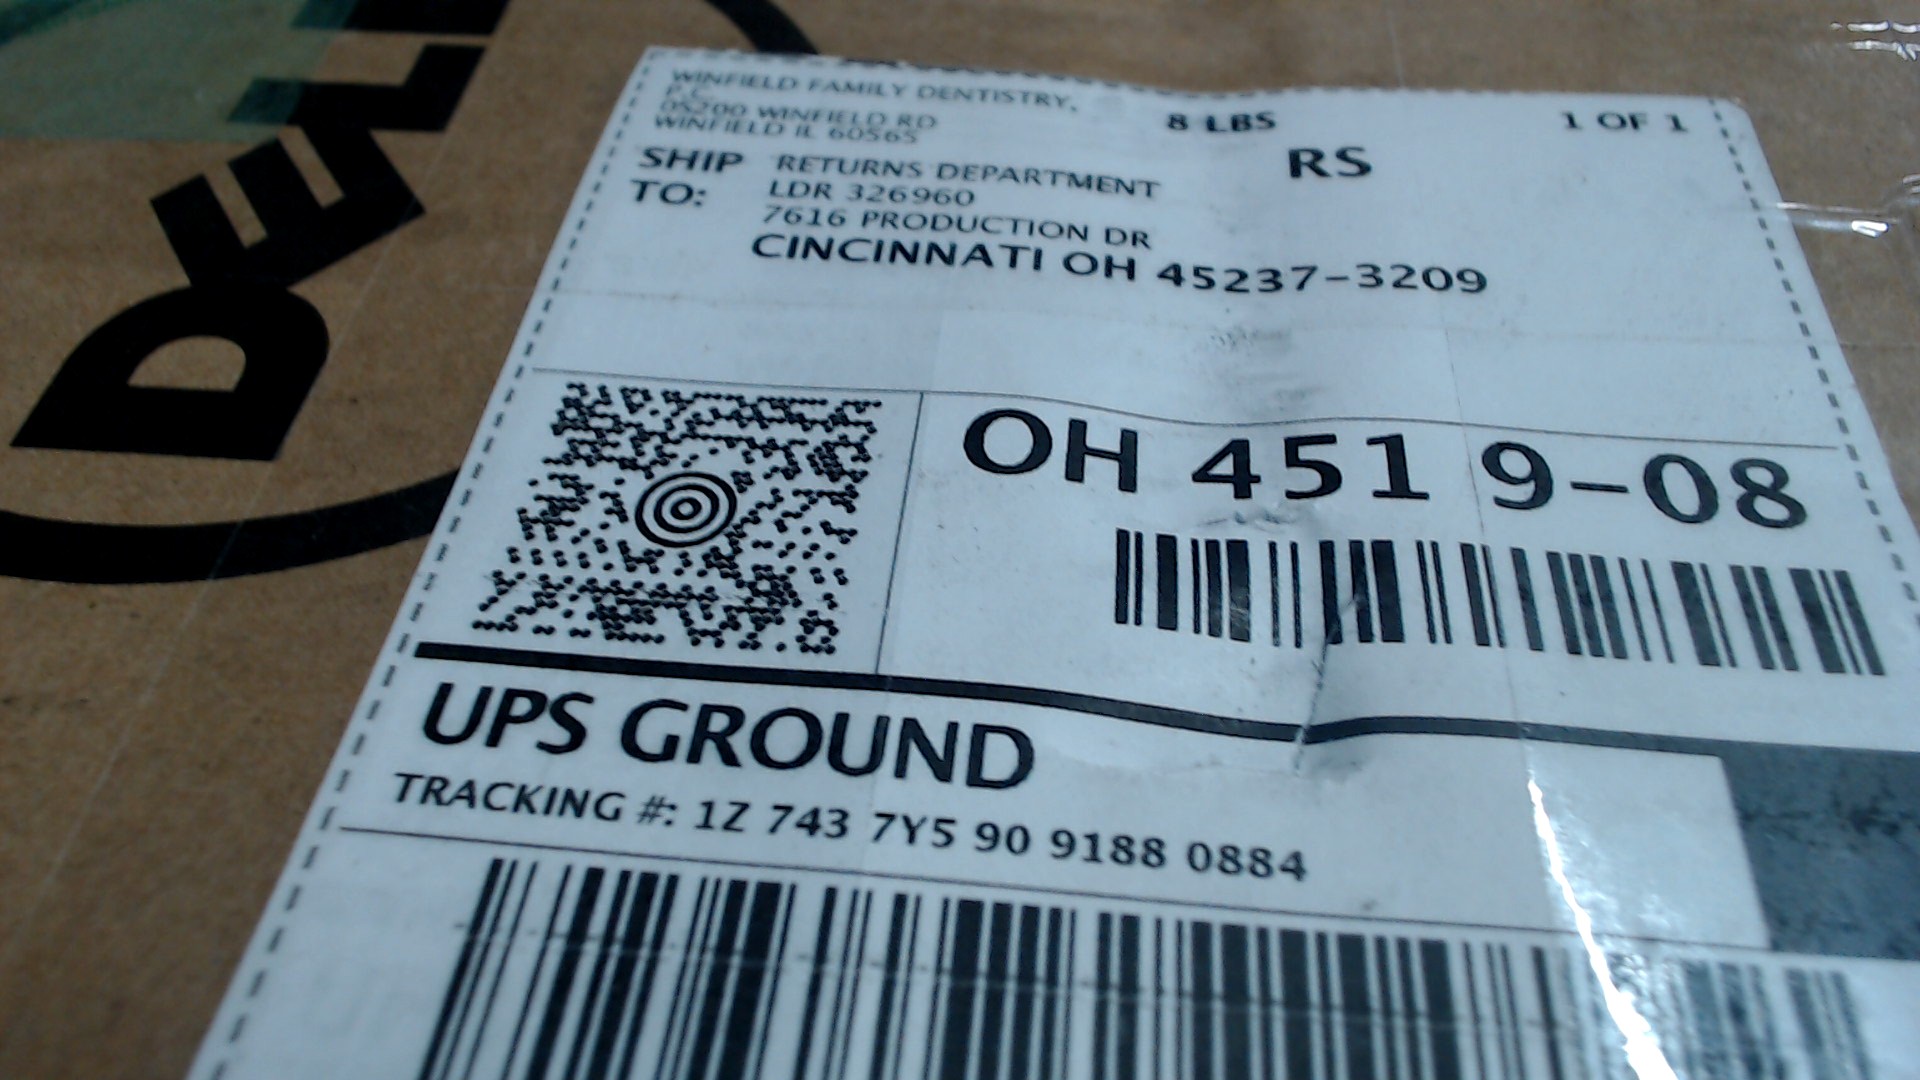 DELL
WINFIELD FAMILY DENTISTRY,
P.C.
0S200 WINFIELD RD
WINFIELD IL 60565
8 LBS
1 OF 1
RS
SHIP TO:
RETURNS DEPARTMENT
LDR 326960
7616 PRODUCTION DR
CINCINNATI OH 45237-3209
OH 451 9-08
UPS GROUND
TRACKING #: 1Z 743 7Y5 90 9188 0884